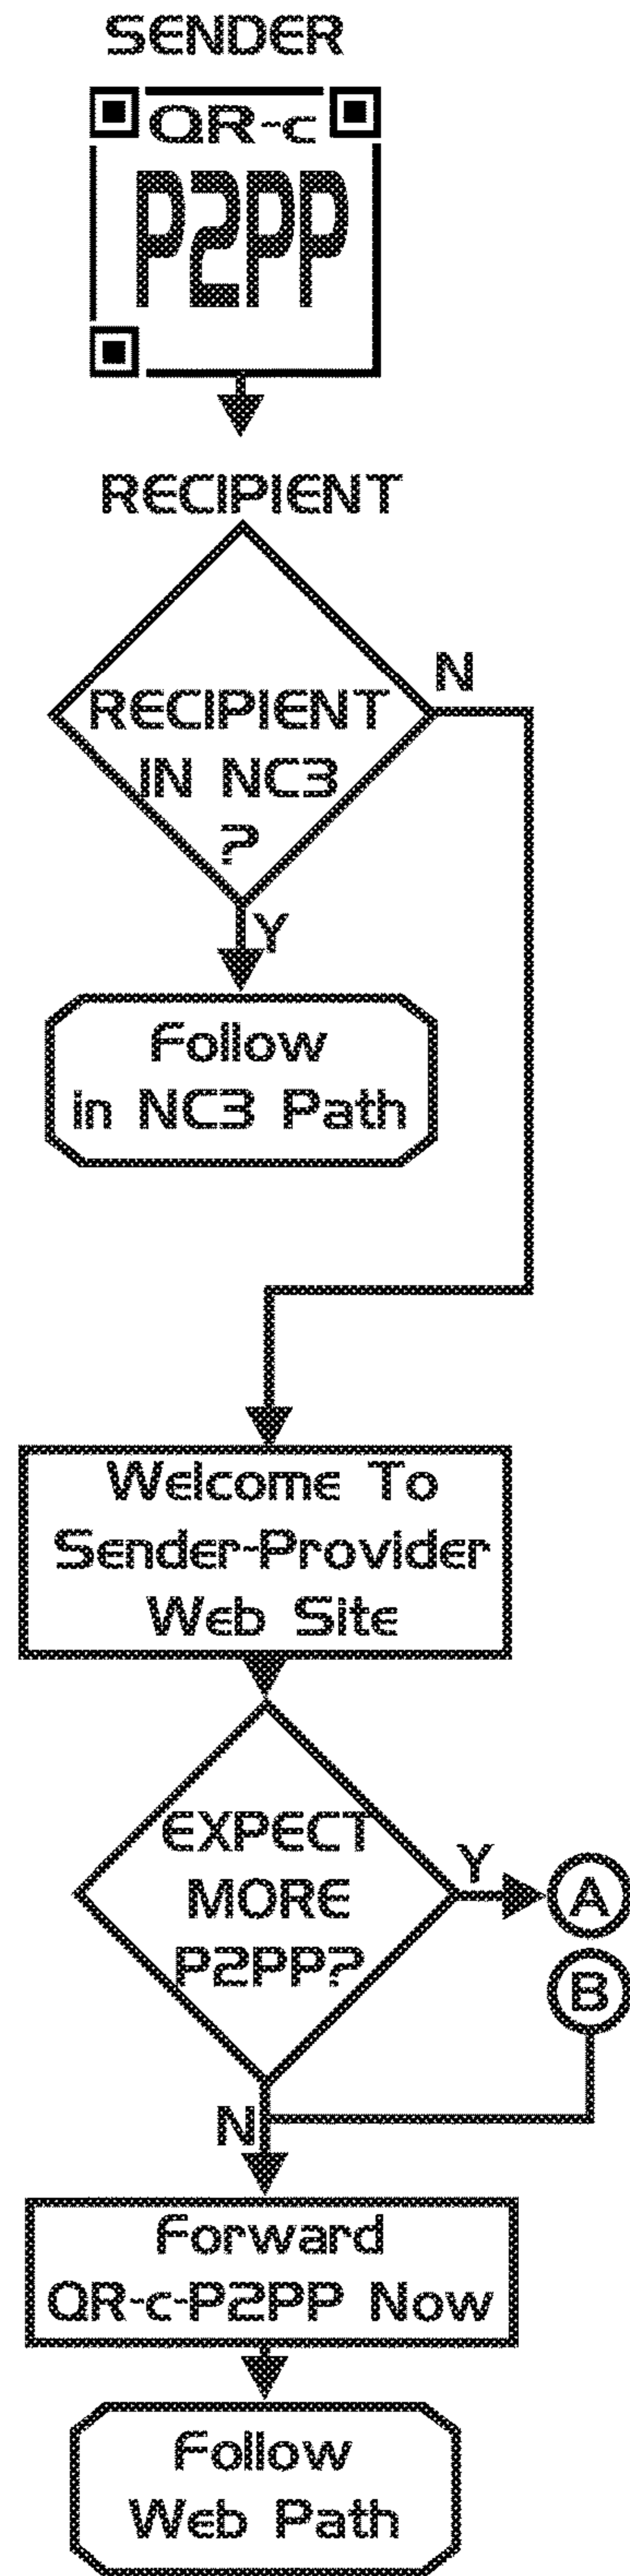 SENDER
QR-c
P2PP
RECIPIENT
N
RECIPIENT
IN NC3
?
Y
Follow
in NC3 Path
Welcome To
Sender-Provider
Web Site
EXPECT
MORE
P2PP?
Y
A
B
N
Forward
QR-c-P2PP Now
Follow
Web Path